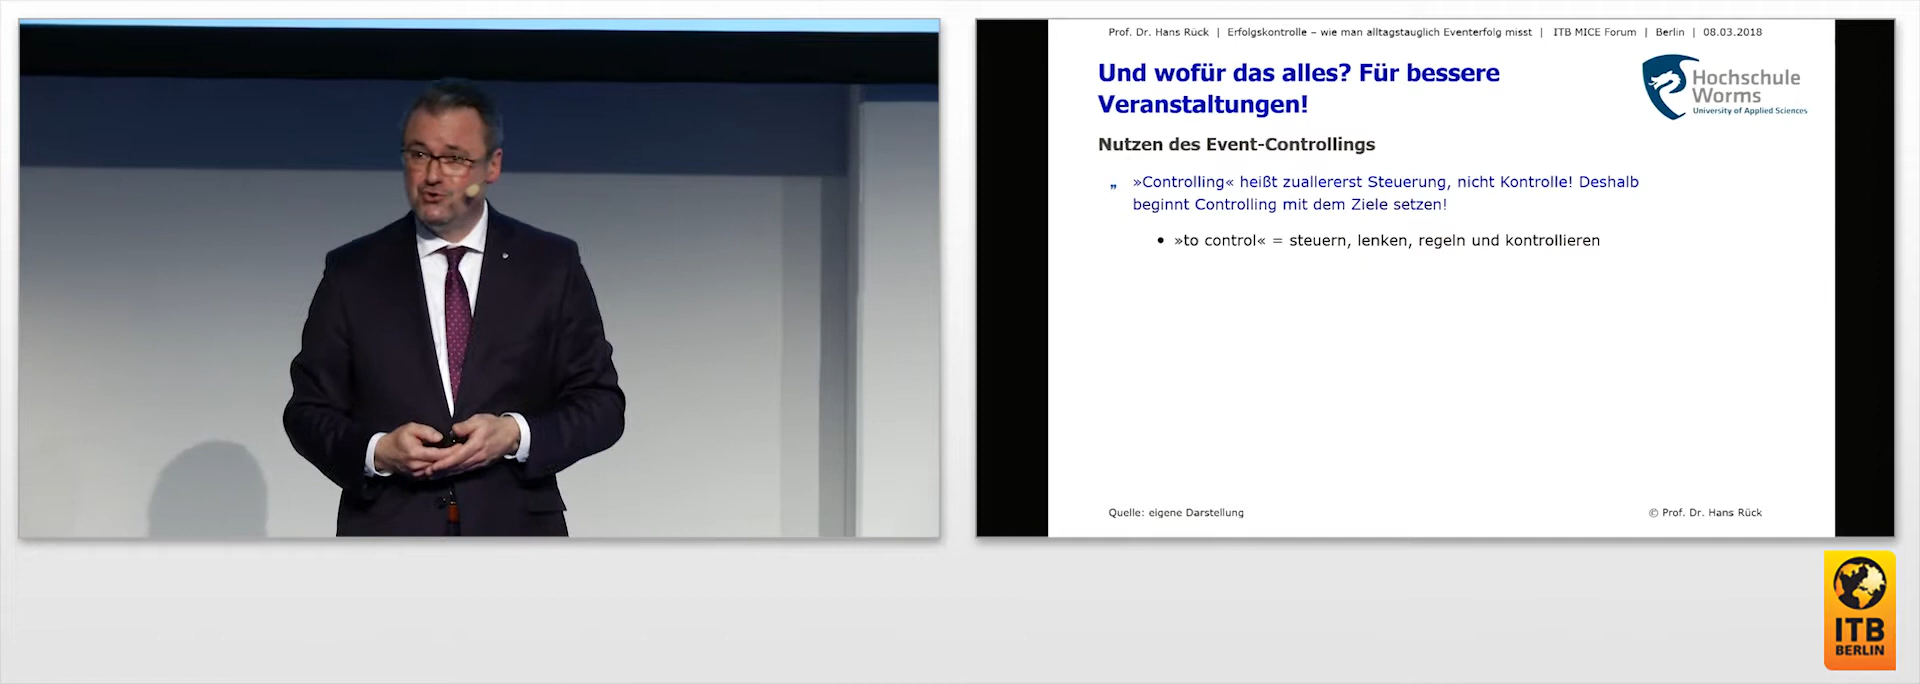 Prof. Dr. Hans Rück | Erfolgskontrolle – wie man alltagstauglich Eventerfolg misst | ITB MICE Forum | Berlin | 08.03.2018
Und wofür das alles? Für bessere
Veranstaltungen!
Hochschule
Worms
University of Applied Sciences
Nutzen des Event-Controllings
„ »Controlling« heißt zuallererst Steuerung, nicht Kontrolle! Deshalb
beginnt Controlling mit dem Ziele setzen!
• »to control« = steuern, lenken, regeln und kontrollieren
Quelle: eigene Darstellung
© Prof. Dr. Hans Rück
ITB
BERLIN